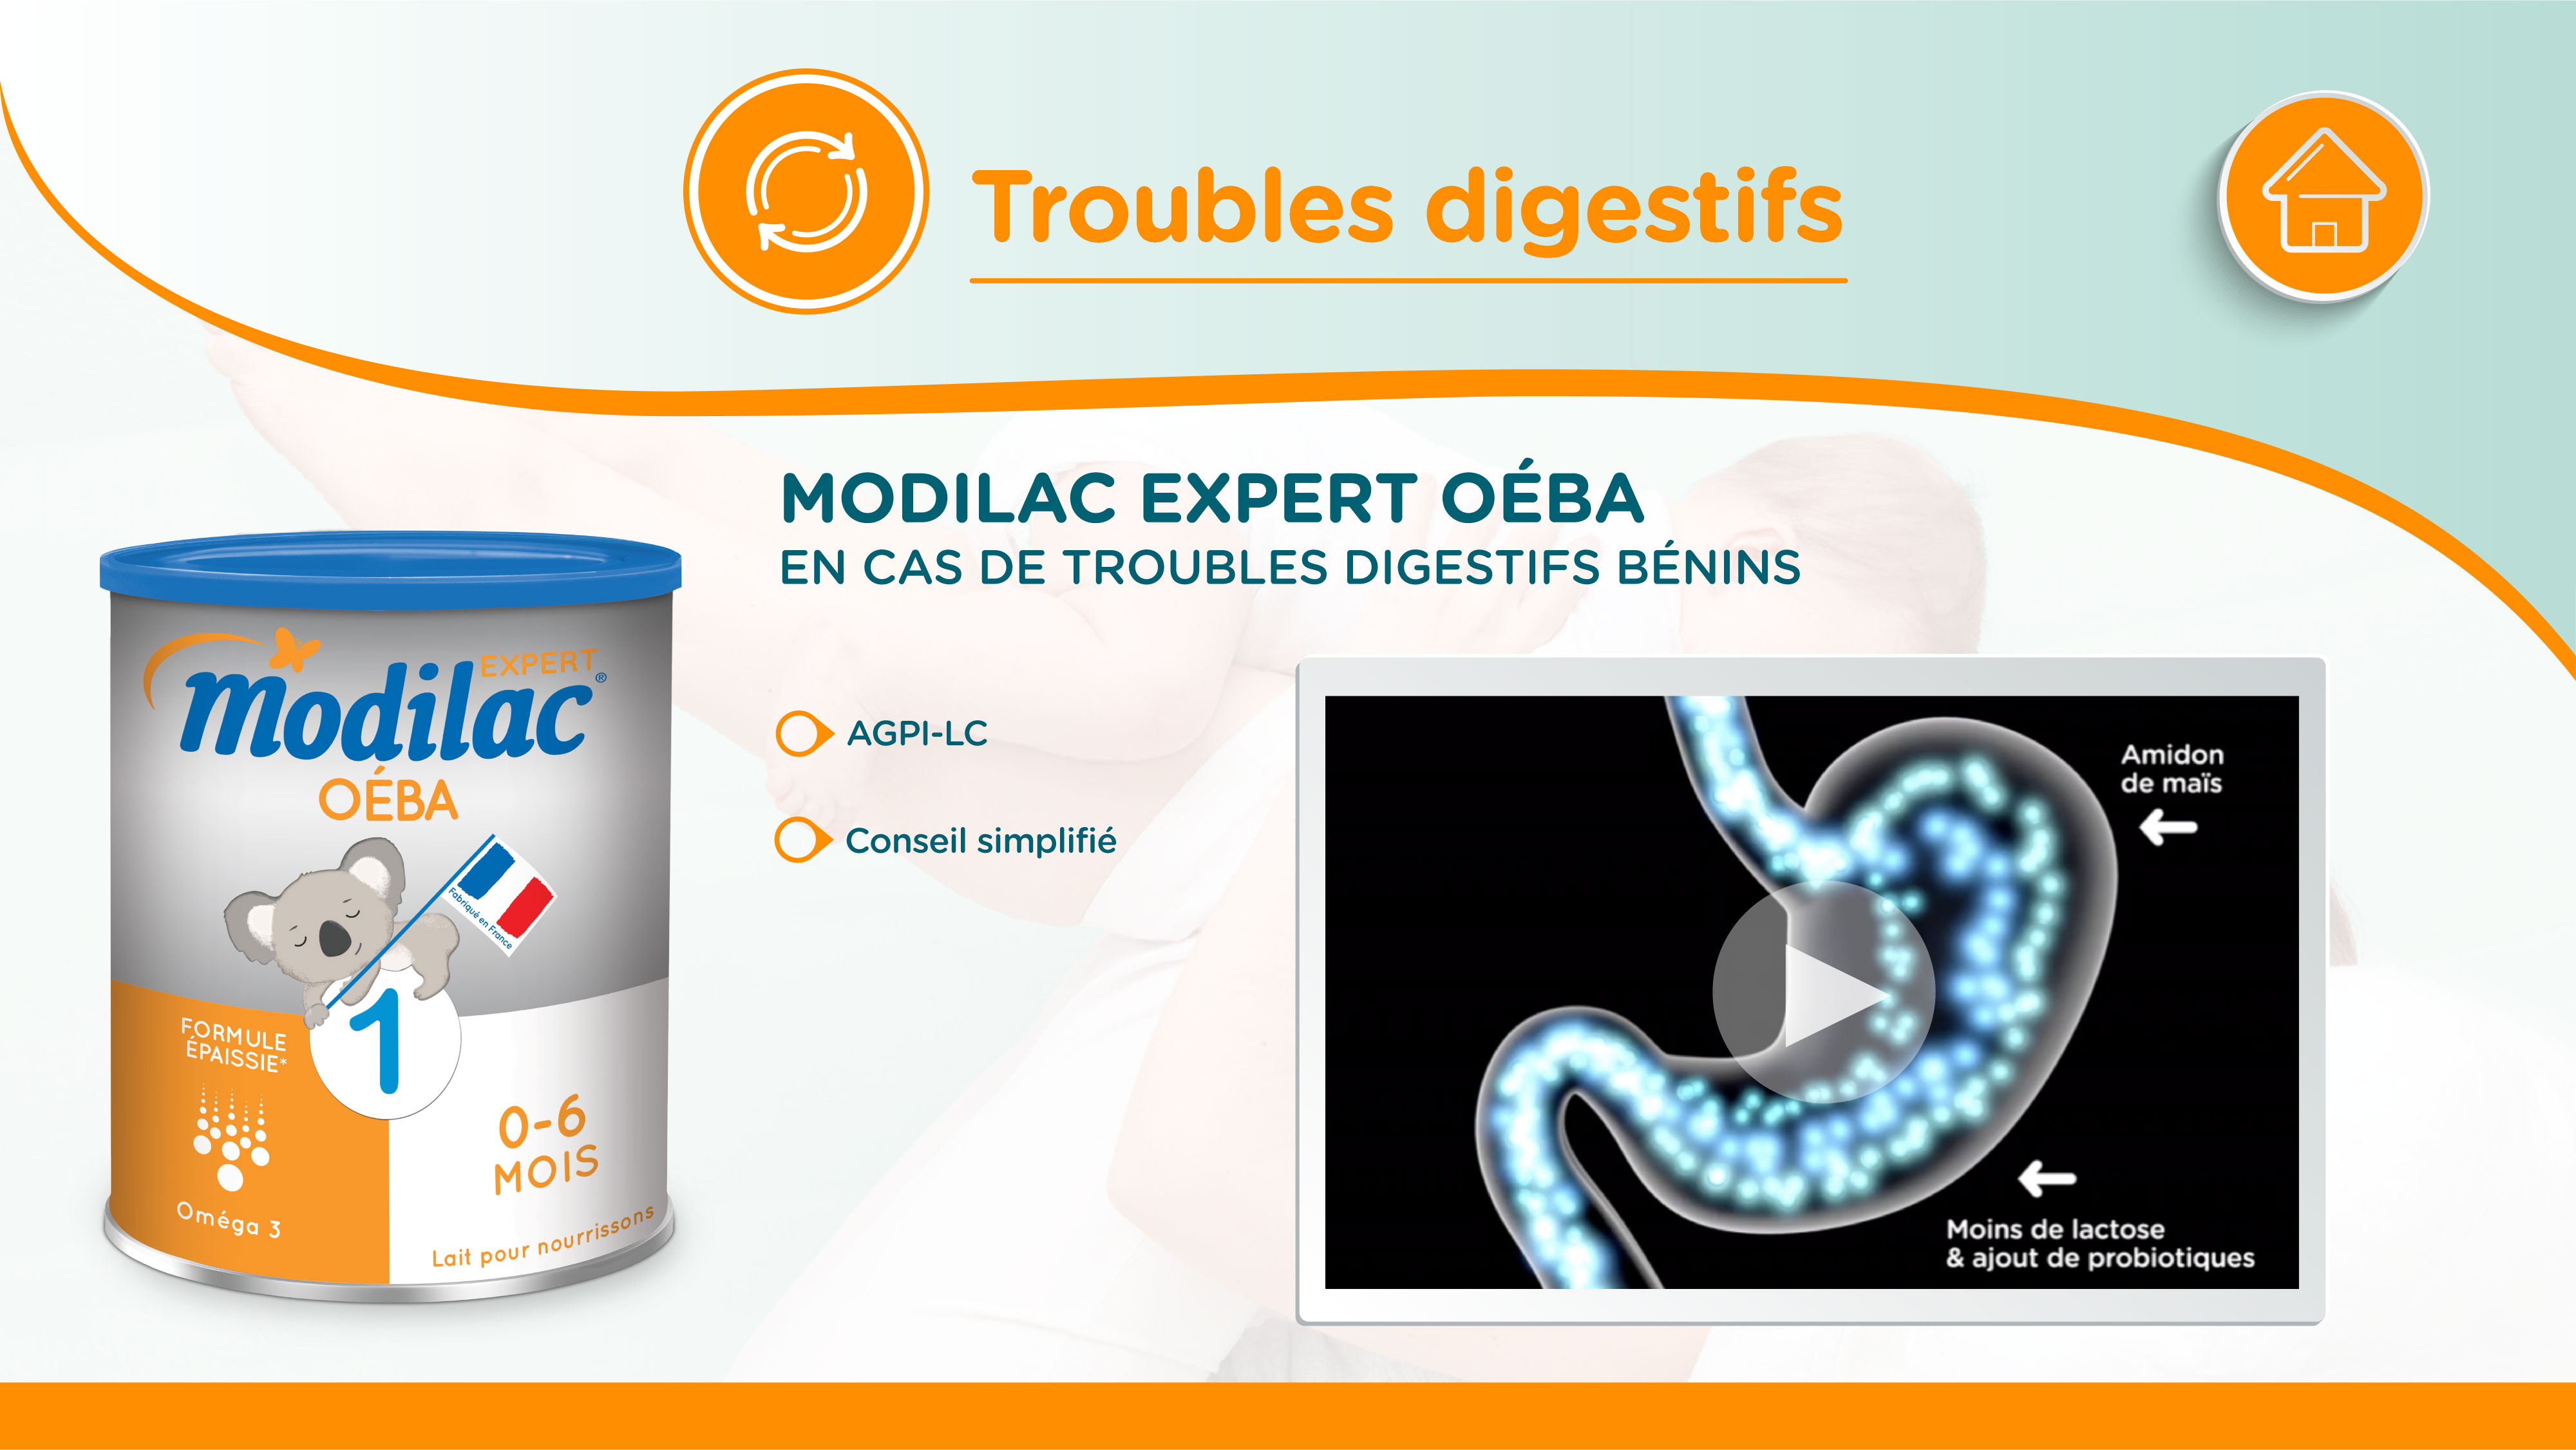 Troubles digestifs
MODILAC EXPERT OÉBA
EN CAS DE TROUBLES DIGESTIFS BÉNINS
AGPI-LC
Conseil simplifié
EXPERT
Modilac®
OÉBA
Fabriqué en France
1
FORMULE
ÉPAISSIE*
Oméga 3
0-6
MOIS
Lait pour nourrissons
Amidon
de maïs
Moins de lactose
& ajout de probiotiques